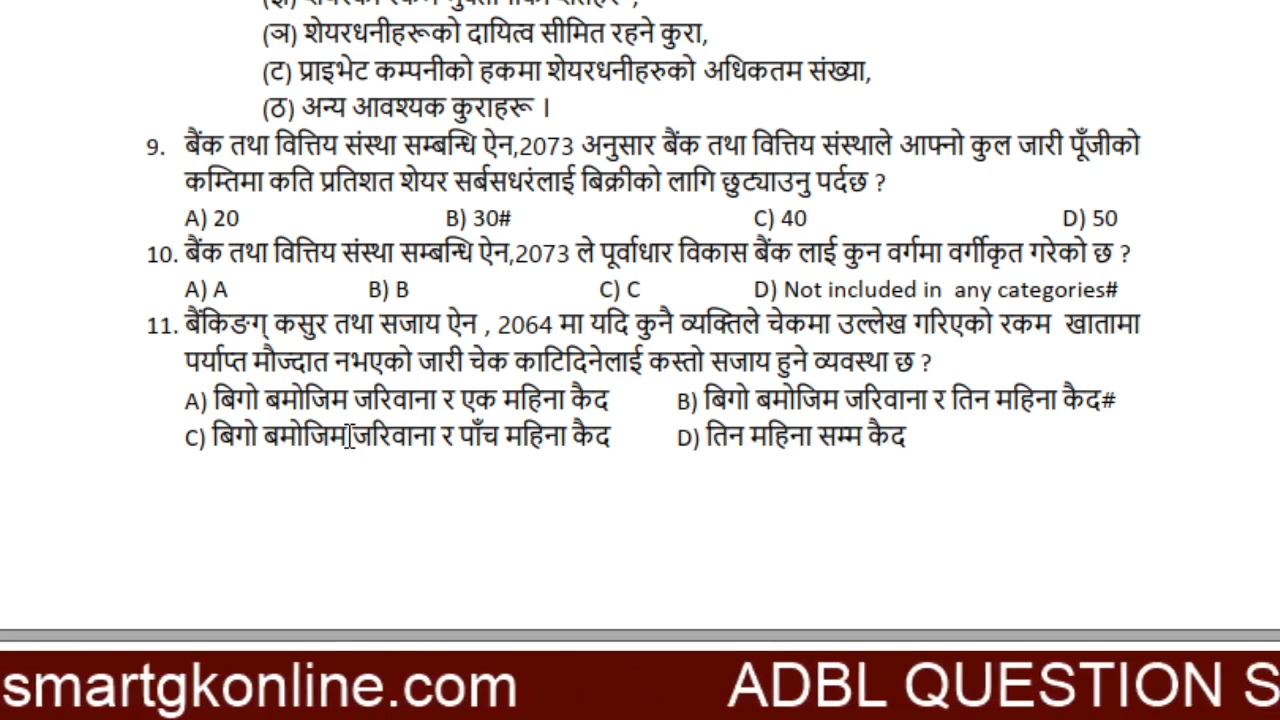 (ञ) शेयरधनीहरूको दायित्व सीमित रहने कुरा,
(ट) प्राइभेट कम्पनीको हकमा शेयरधनीहरुको अधिकतम संख्या,
(ठ) अन्य आवश्यक कुराहरू ।
9. बैंक तथा वित्तिय संस्था सम्बन्धि ऐन,2073 अनुसार बैंक तथा वित्तिय संस्थाले आफ्नो कुल जारी पूँजीको
कम्तिमा कति प्रतिशत शेयर सर्बसधरंलाई बिक्रीको लागि छुट्याउनु पर्दछ ?
A) 20 B) 30# C) 40 D) 50
10. बैंक तथा वित्तिय संस्था सम्बन्धि ऐन,2073 ले पूर्वाधार विकास बैंक लाई कुन वर्गमा वर्गीकृत गरेको छ ?
A) A B) B C) C D) Not included in any categories#
11. बैंकिङग् कसुर तथा सजाय ऐन , 2064 मा यदि कुनै व्यक्तिले चेकमा उल्लेख गरिएको रकम खातामा
पर्याप्त मौज्दात नभएको जारी चेक काटिदिनेलाई कस्तो सजाय हुने व्यवस्था छ ?
A) बिगो बमोजिम जरिवाना र एक महिना कैद B) बिगो बमोजिम जरिवाना र तिन महिना कैद#
C) बिगो बमोजिम जरिवाना र पाँच महिना कैद D) तिन महिना सम्म कैद
smartgkonline.com ADBL QUESTION S